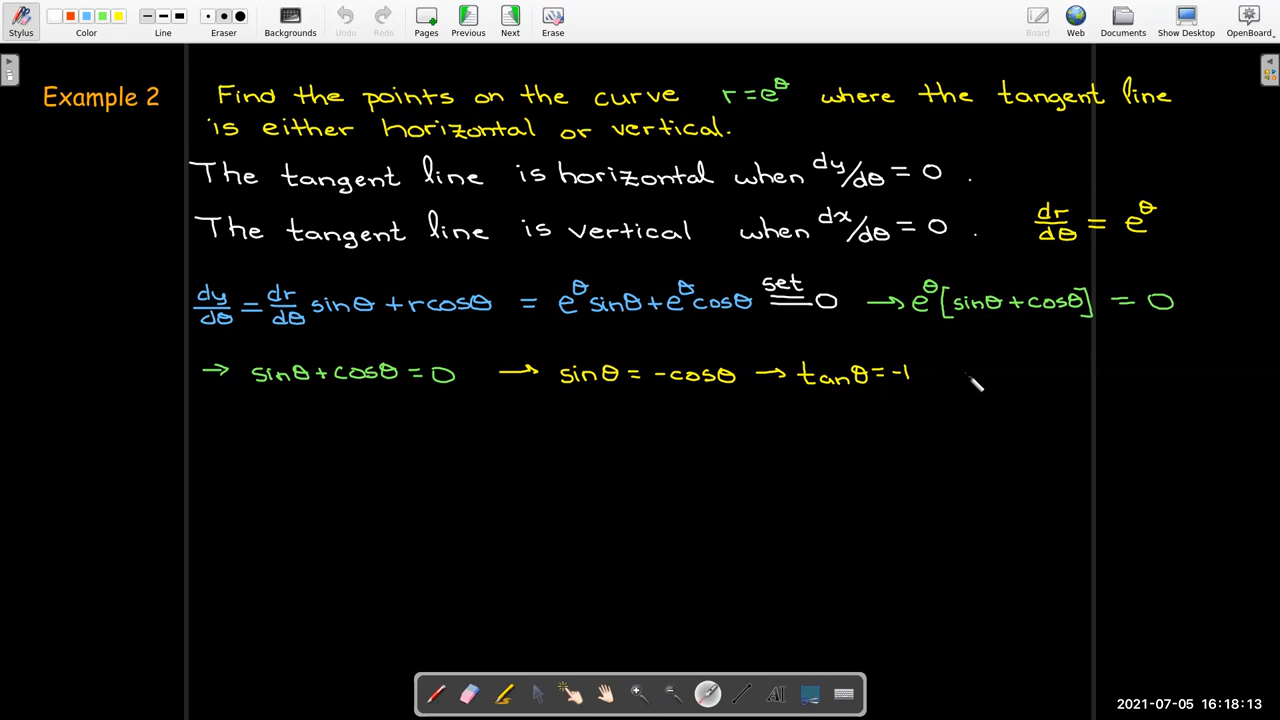 Stylus Color Line Eraser Backgrounds Undo Redo Pages Previous Next Erase Board Web Documents Show Desktop OpenBoard
Example 2 Find the points on the curve r = e^θ where the tangent line
is either horizontal or vertical.
The tangent line is horizontal when dy/dθ = 0 .
The tangent line is vertical when dx/dθ = 0 . dr/dθ = e^θ
dy/dθ = dr/dθ sinθ + r cosθ = e^θ sinθ + e^θ cosθ set = 0 → e^θ [sinθ + cosθ] = 0
→ sinθ + cosθ = 0 → sinθ = -cosθ → tanθ = -1
AI
2021-07-05 16:18:13